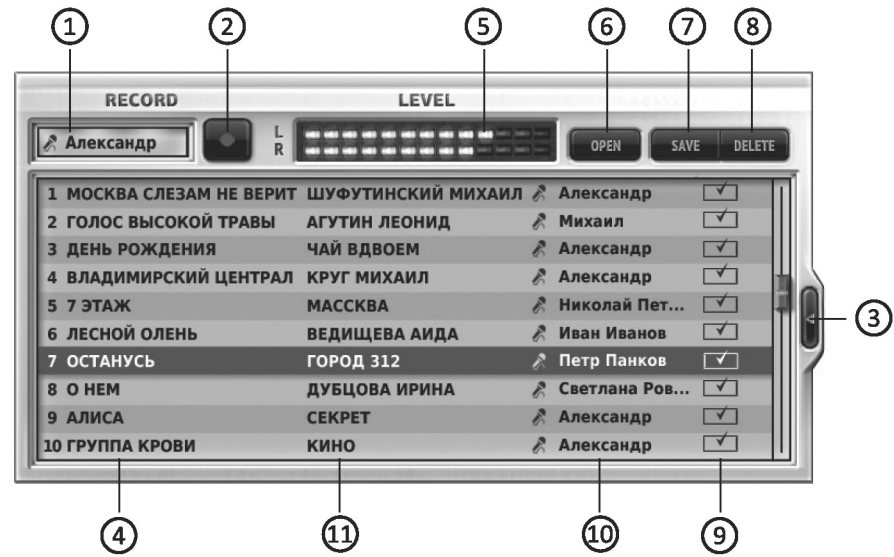 1 2 5 6 7 8
RECORD LEVEL
Александр L R OPEN SAVE DELETE
1 МОСКВА СЛЕЗАМ НЕ ВЕРИТ ШУФУТИНСКИЙ МИХАИЛ Александр
2 ГОЛОС ВЫСОКОЙ ТРАВЫ АГУТИН ЛЕОНИД Михаил
3 ДЕНЬ РОЖДЕНИЯ ЧАЙ ВДВОЕМ Александр
4 ВЛАДИМИРСКИЙ ЦЕНТРАЛ КРУГ МИХАИЛ Александр
5 7 ЭТАЖ МАССКВА Николай Пет...
6 ЛЕСНОЙ ОЛЕНЬ ВЕДИЩЕВА АИДА Иван Иванов
3
7 ОСТАНУСЬ ГОРОД 312 Петр Панков
8 О НЕМ ДУБЦОВА ИРИНА Светлана Ров...
9 АЛИСА СЕКРЕТ Александр
10 ГРУППА КРОВИ КИНО Александр
4 11 10 9